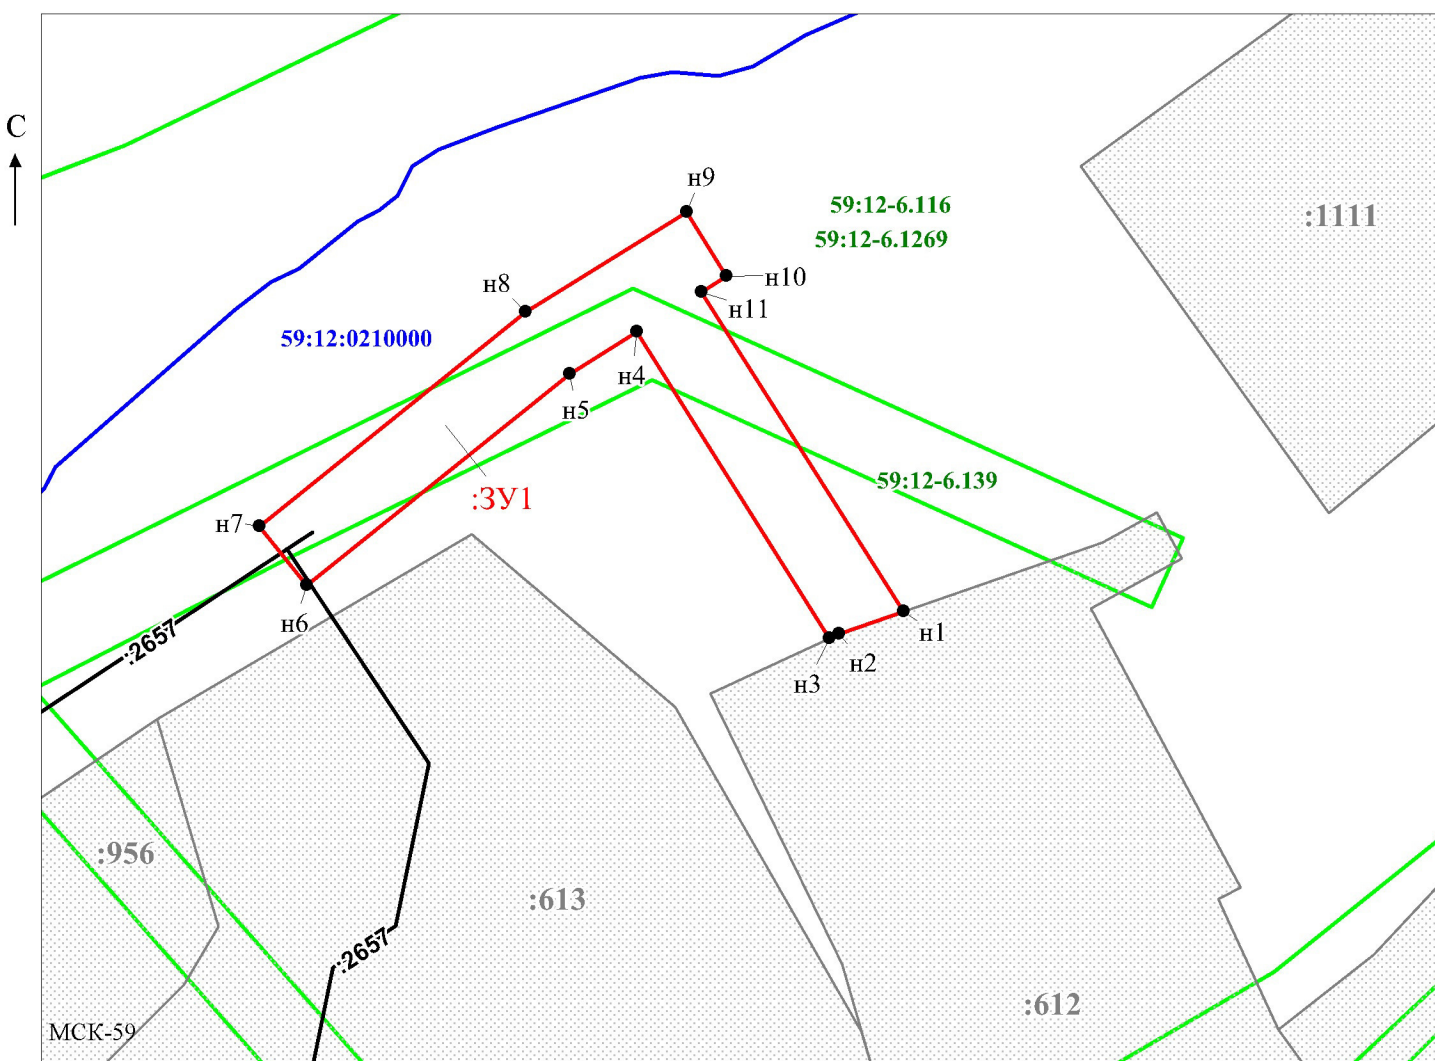 С
н9
59:12-6.116
:1111
59:12-6.1269
н8
н10
н11
59:12:0210000
н4
н5
59:12-6.139
:ЗУ1
н7
н6
н1
:2657
н2
н3
:956
:613
:2657
:612
МСК-59